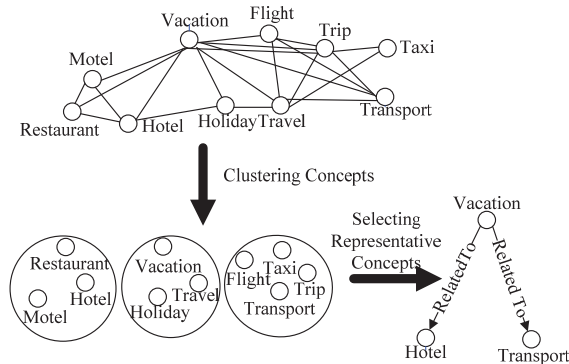 Flight
Vacation
Trip
Taxi
Motel
Transport
Restaurant
Hotel
Holiday
Travel
Clustering Concepts
Selecting
Representative
Concepts
Restaurant
Hotel
Motel
Vacation
Travel
Holiday
Taxi
Flight
Trip
Transport
Vacation
RelatedTo
Related To
Hotel
Transport